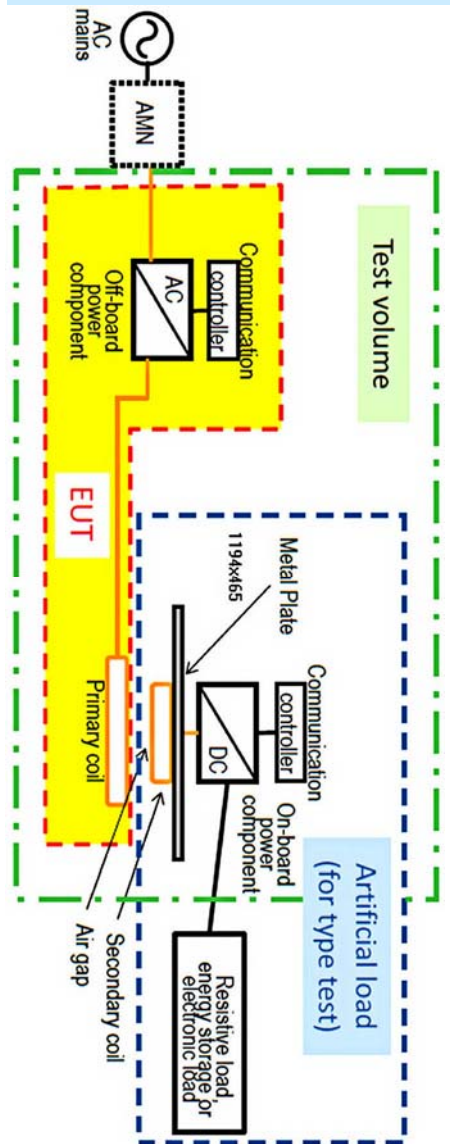 AC
mains
AMN
Test volume
Communication
controller
AC
Off-board
power
component
EUT
Primary coil
Metal Plate
1194x465
Communication
controller
DC
On-board
power
component
Secondary coil
Air gap
Artificial load
(for type test)
Resistive load,
energy storage or
electronic load